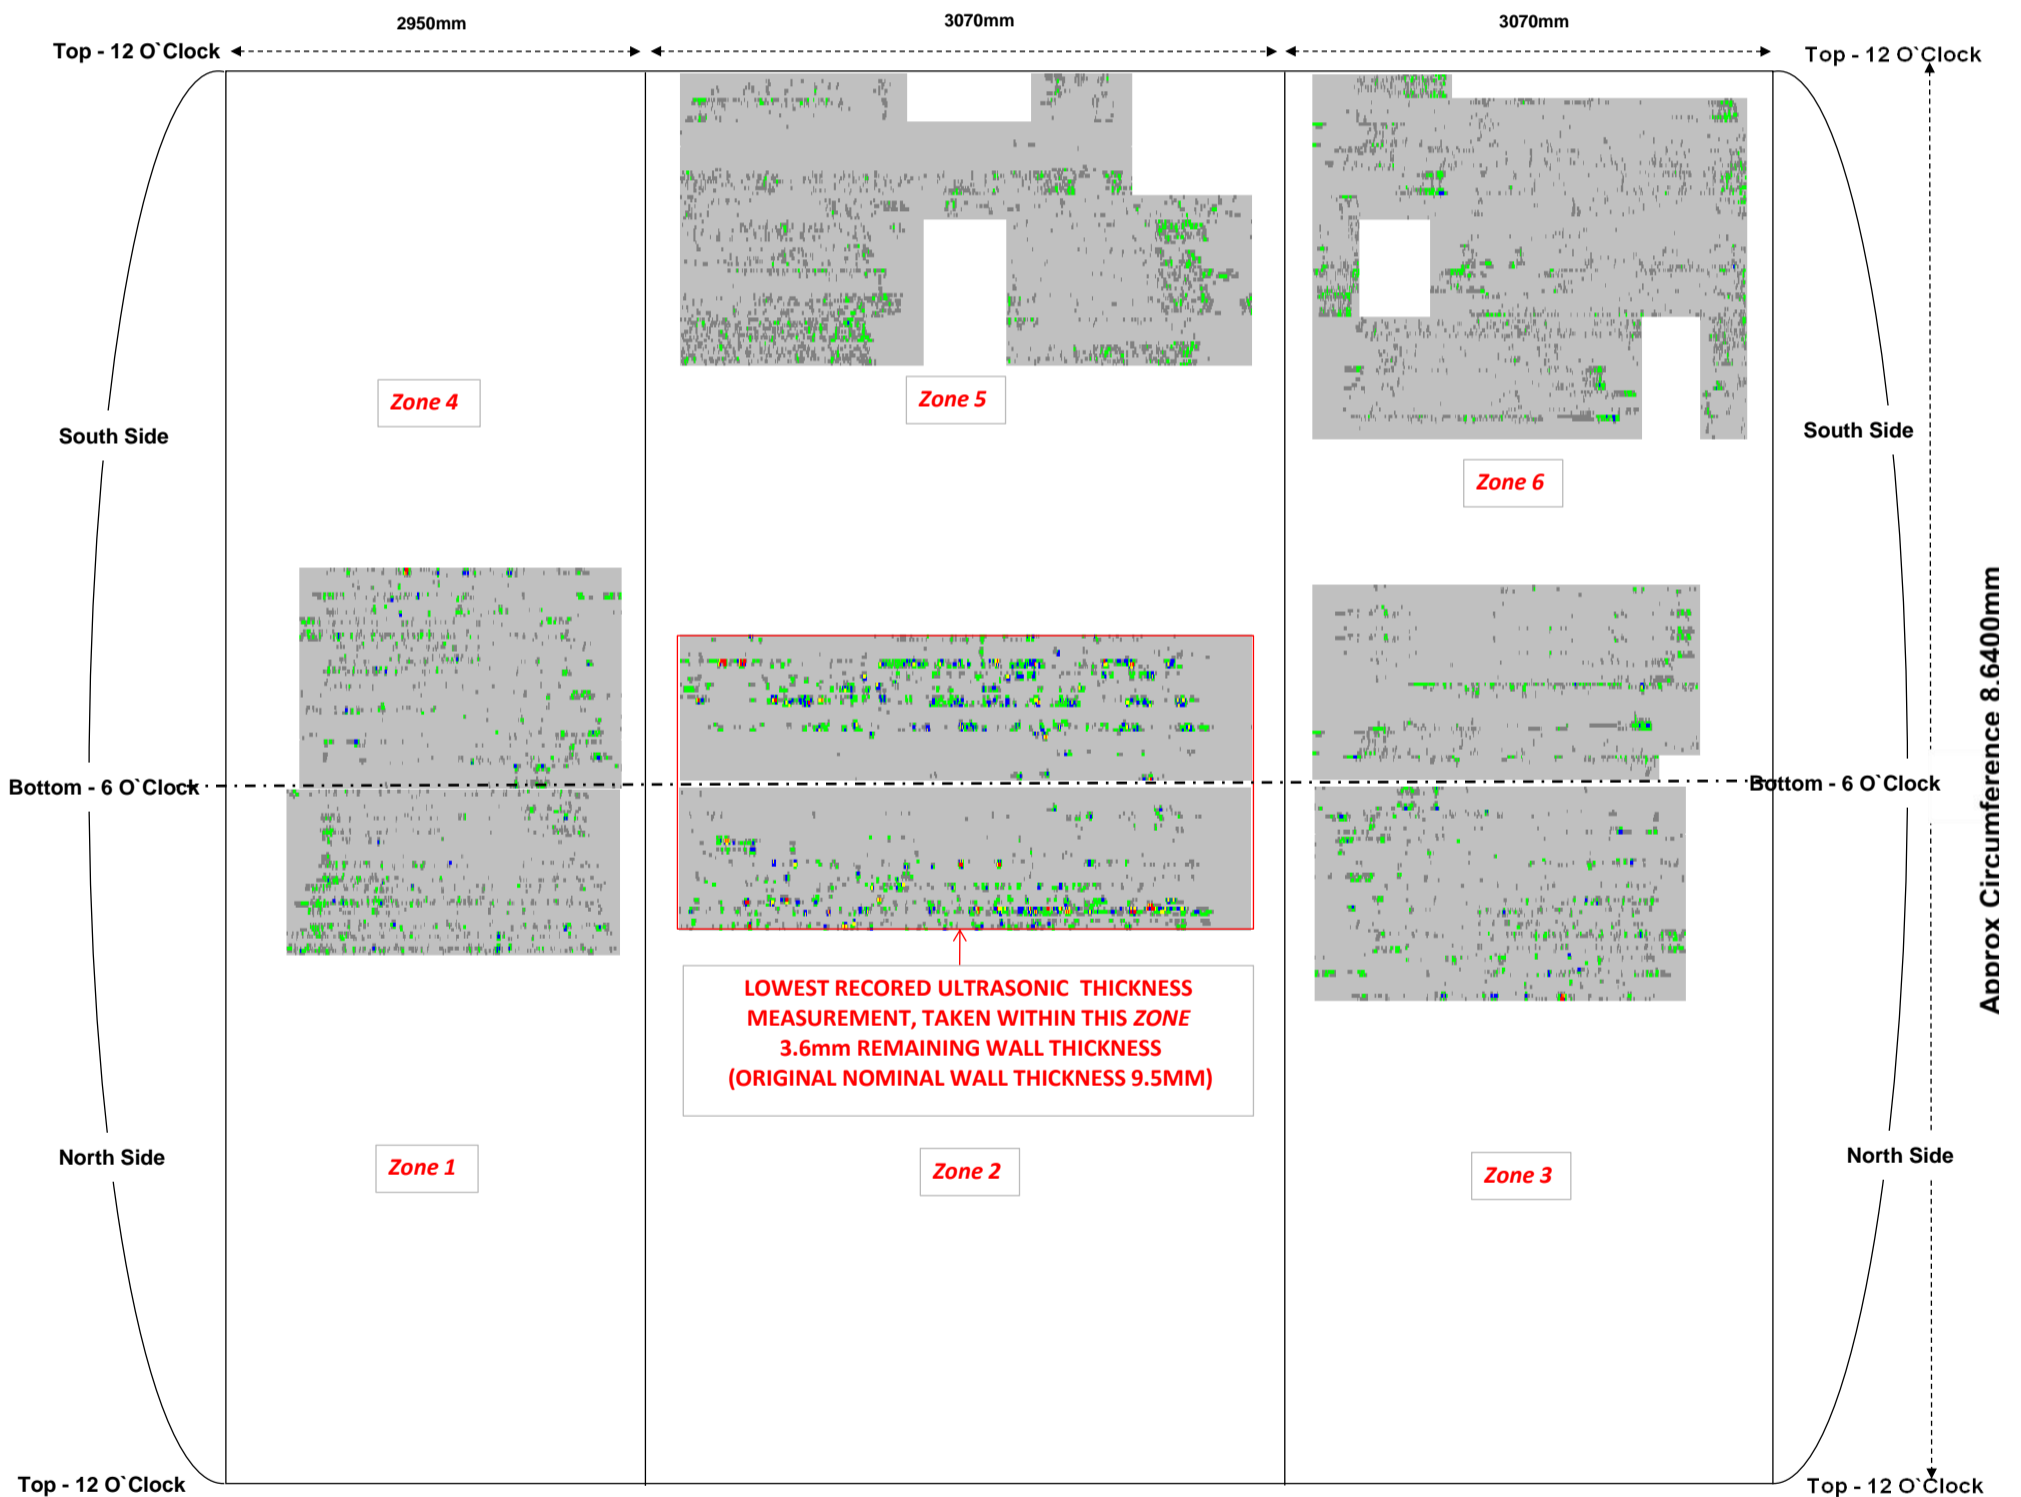 2950mm
3070mm
3070mm
Top - 12 O`Clock
Top - 12 O`Clock
Zone 4
Zone 5
South Side
South Side
Zone 6
Approx Circumference 8.6400mm
Bottom - 6 O`Clock
Bottom - 6 O`Clock
LOWEST RECORED ULTRASONIC THICKNESS
MEASUREMENT, TAKEN WITHIN THIS ZONE
3.6mm REMAINING WALL THICKNESS
(ORIGINAL NOMINAL WALL THICKNESS 9.5MM)
North Side
North Side
Zone 1
Zone 2
Zone 3
Top - 12 O`Clock
Top - 12 O`Clock